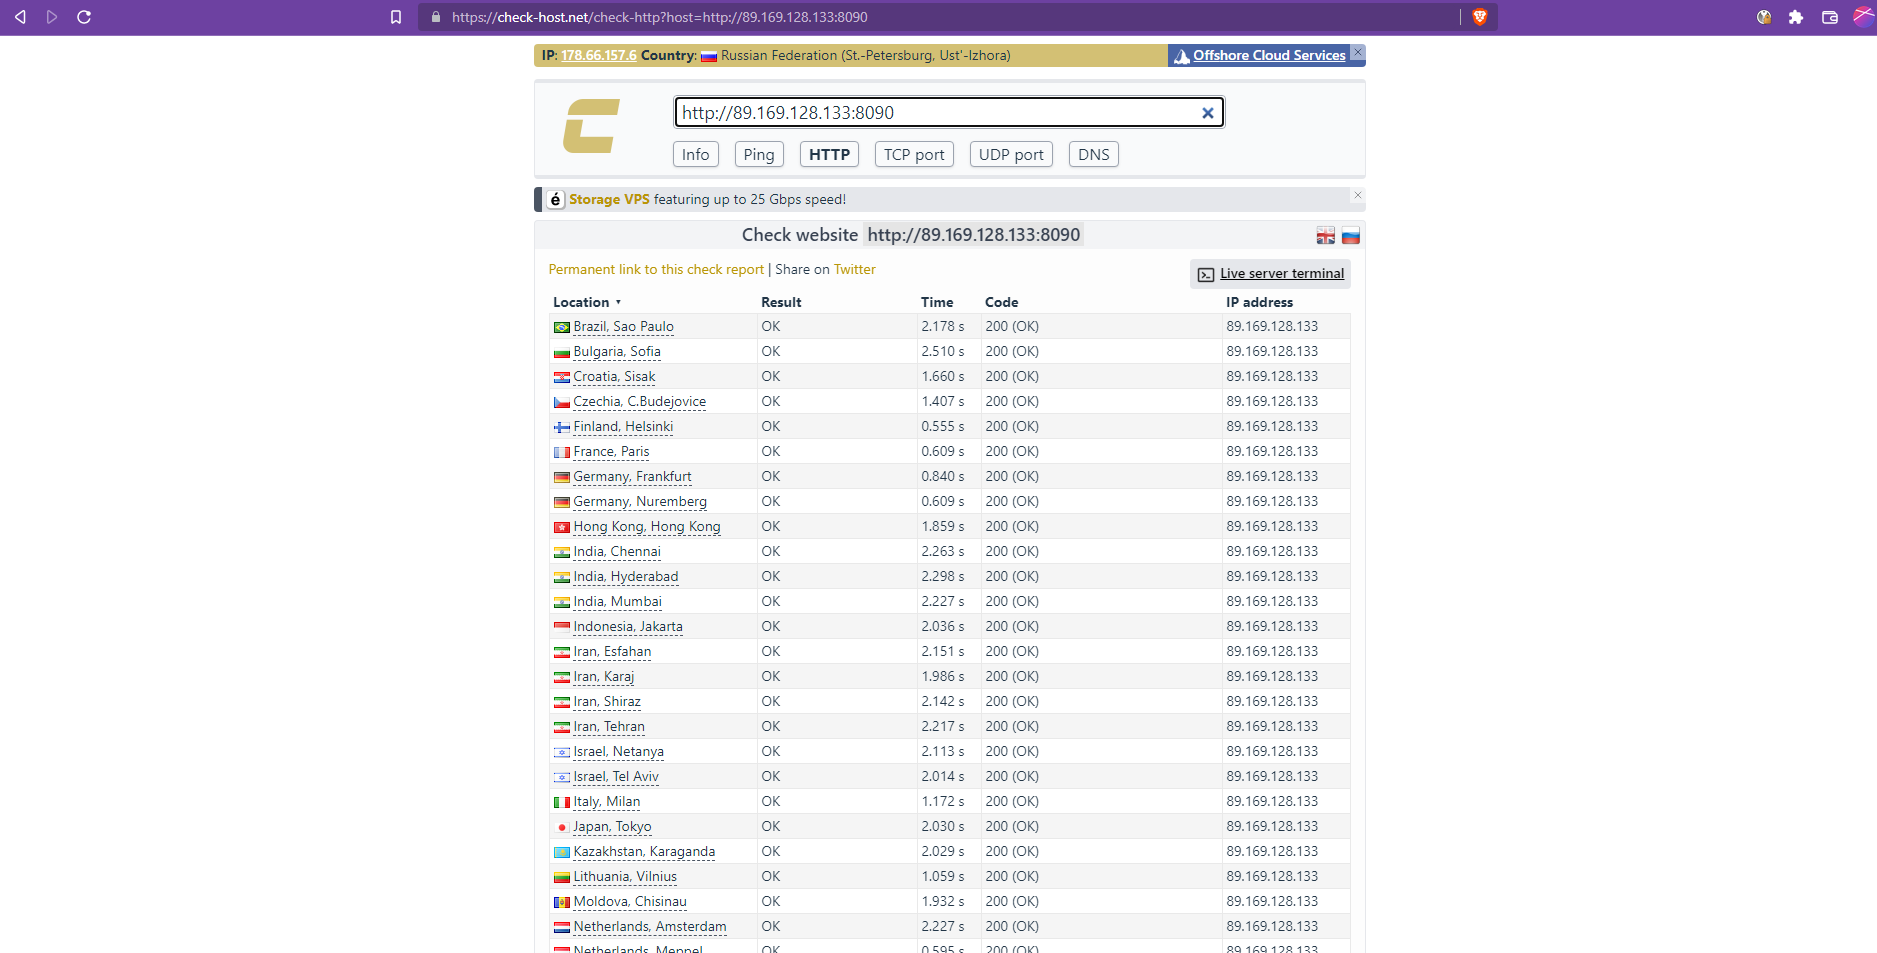 https://check-host.net/check-http?host=http://89.169.128.133:8090
IP: 178.66.157.6 Country: Russian Federation (St.-Petersburg, Ust'-Izhora)
Offshore Cloud Services
http://89.169.128.133:8090
Info Ping HTTP TCP port UDP port DNS
é Storage VPS featuring up to 25 Gbps speed!
Check website http://89.169.128.133:8090
Permanent link to this check report | Share on Twitter
Live server terminal
Location Result Time Code IP address
Brazil, Sao Paulo OK 2.178 s 200 (OK) 89.169.128.133
Bulgaria, Sofia OK 2.510 s 200 (OK) 89.169.128.133
Croatia, Sisak OK 1.660 s 200 (OK) 89.169.128.133
Czechia, C.Budejovice OK 1.407 s 200 (OK) 89.169.128.133
Finland, Helsinki OK 0.555 s 200 (OK) 89.169.128.133
France, Paris OK 0.609 s 200 (OK) 89.169.128.133
Germany, Frankfurt OK 0.840 s 200 (OK) 89.169.128.133
Germany, Nuremberg OK 0.609 s 200 (OK) 89.169.128.133
Hong Kong, Hong Kong OK 1.859 s 200 (OK) 89.169.128.133
India, Chennai OK 2.263 s 200 (OK) 89.169.128.133
India, Hyderabad OK 2.298 s 200 (OK) 89.169.128.133
India, Mumbai OK 2.227 s 200 (OK) 89.169.128.133
Indonesia, Jakarta OK 2.036 s 200 (OK) 89.169.128.133
Iran, Esfahan OK 2.151 s 200 (OK) 89.169.128.133
Iran, Karaj OK 1.986 s 200 (OK) 89.169.128.133
Iran, Shiraz OK 2.142 s 200 (OK) 89.169.128.133
Iran, Tehran OK 2.217 s 200 (OK) 89.169.128.133
Israel, Netanya OK 2.113 s 200 (OK) 89.169.128.133
Israel, Tel Aviv OK 2.014 s 200 (OK) 89.169.128.133
Italy, Milan OK 1.172 s 200 (OK) 89.169.128.133
Japan, Tokyo OK 2.030 s 200 (OK) 89.169.128.133
Kazakhstan, Karaganda OK 2.029 s 200 (OK) 89.169.128.133
Lithuania, Vilnius OK 1.059 s 200 (OK) 89.169.128.133
Moldova, Chisinau OK 1.932 s 200 (OK) 89.169.128.133
Netherlands, Amsterdam OK 2.227 s 200 (OK) 89.169.128.133
Netherlands, Meppel OK 0.595 s 200 (OK) 89.169.128.133